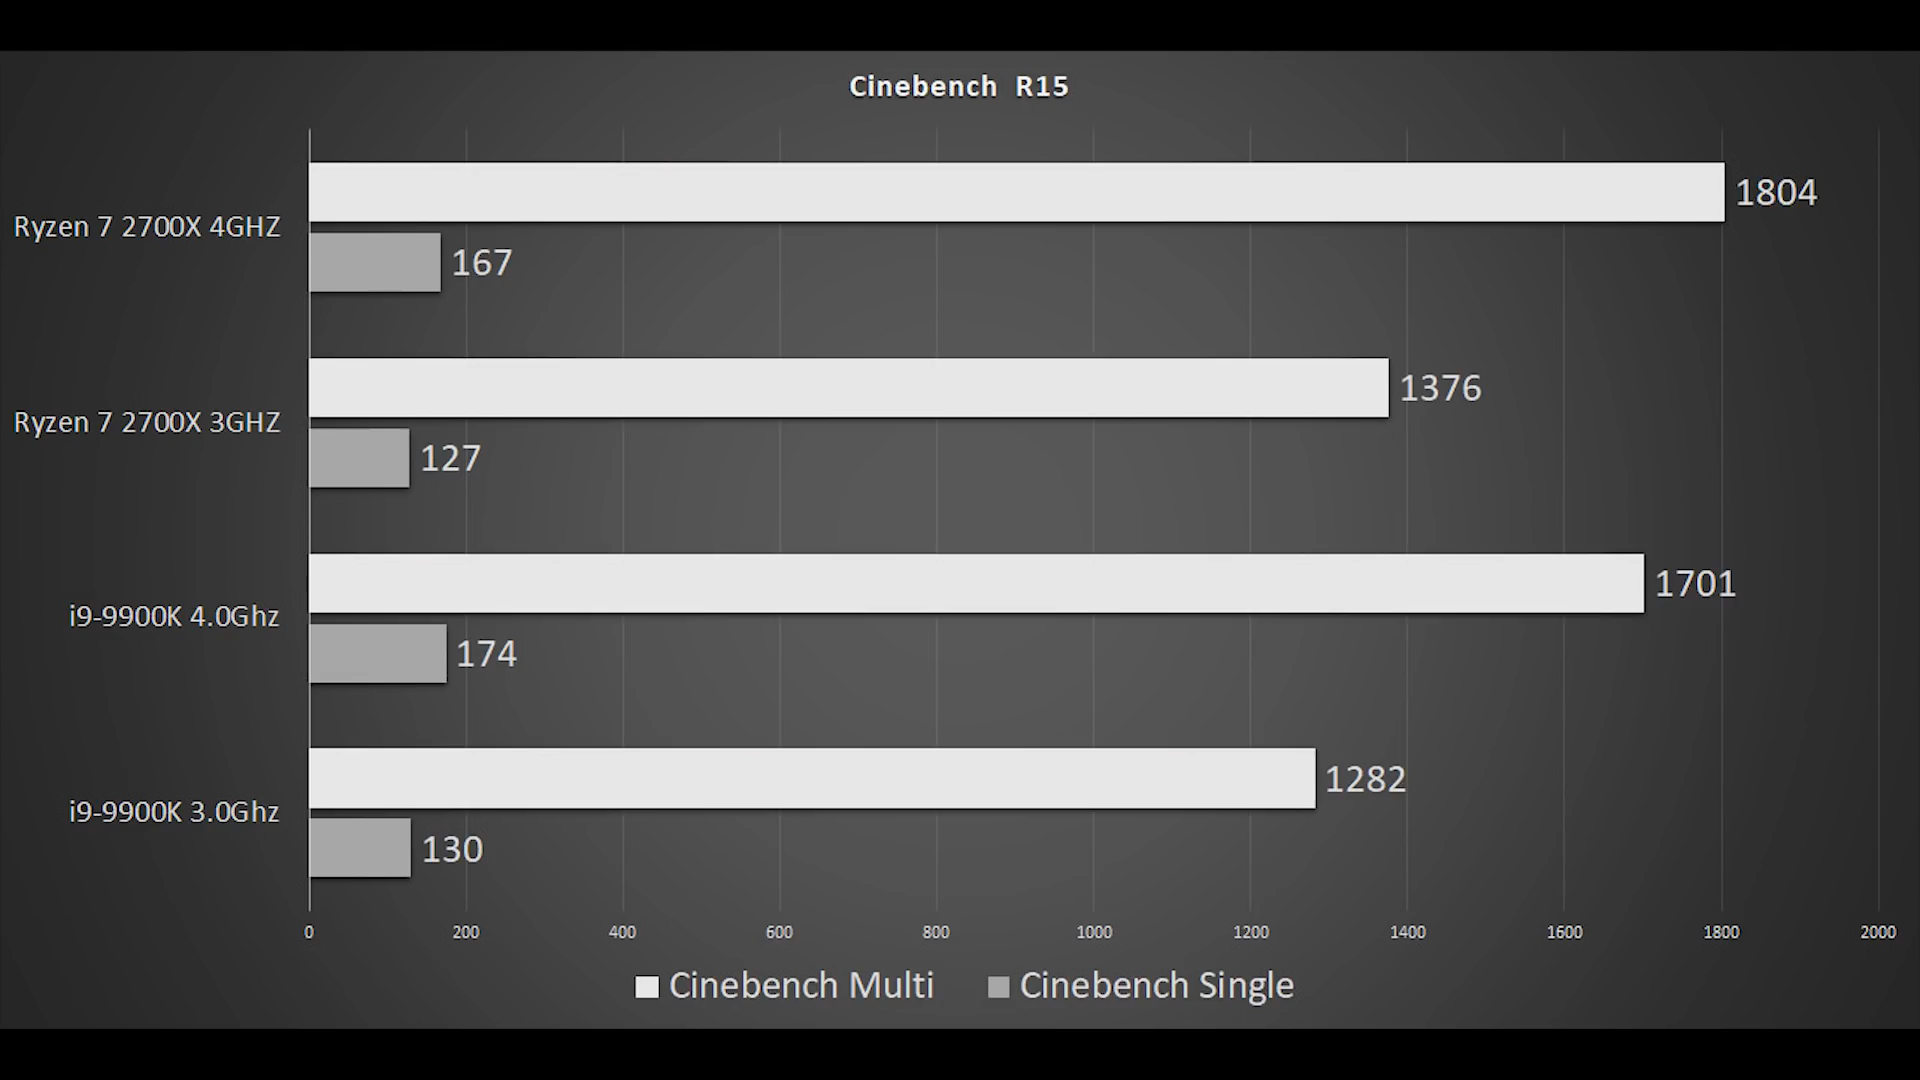 Cinebench R15
Ryzen 7 2700X 4GHZ
1804
167
Ryzen 7 2700X 3GHZ
1376
127
i9-9900K 4.0Ghz
1701
174
i9-9900K 3.0Ghz
1282
130
0 200 400 600 800 1000 1200 1400 1600 1800 2000
Cinebench Multi Cinebench Single